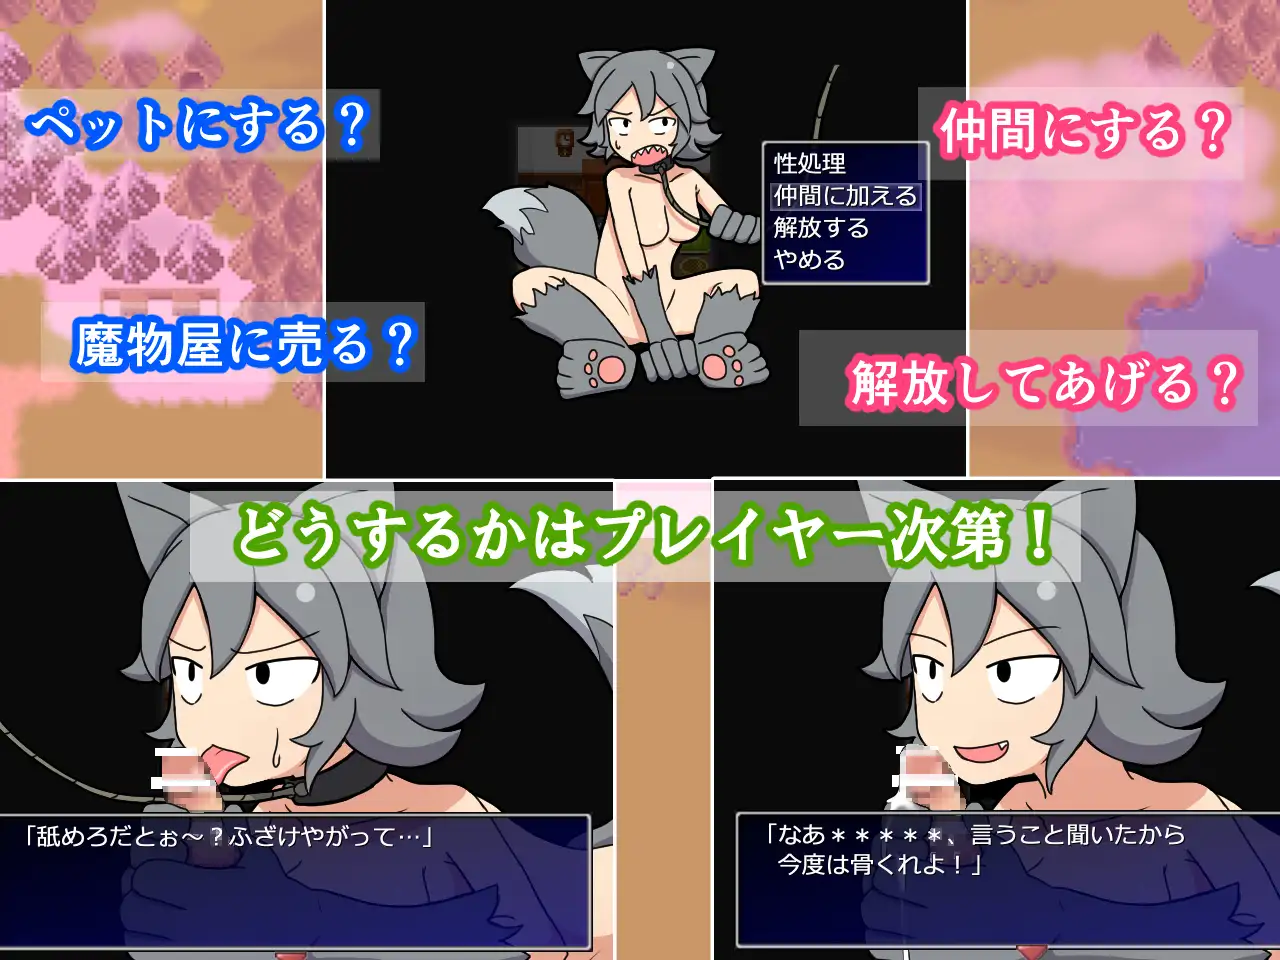 ペットにする？
仲間にする？
性処理
仲間に加える
解放する
やめる
魔物屋に売る？
解放してあげる？
どうするかはプレイヤー次第！
「舐めろだとぉ～？ふざけやがって…」
「なあ＊＊＊＊＊、言うこと聞いたから
今度は骨くれよ！」